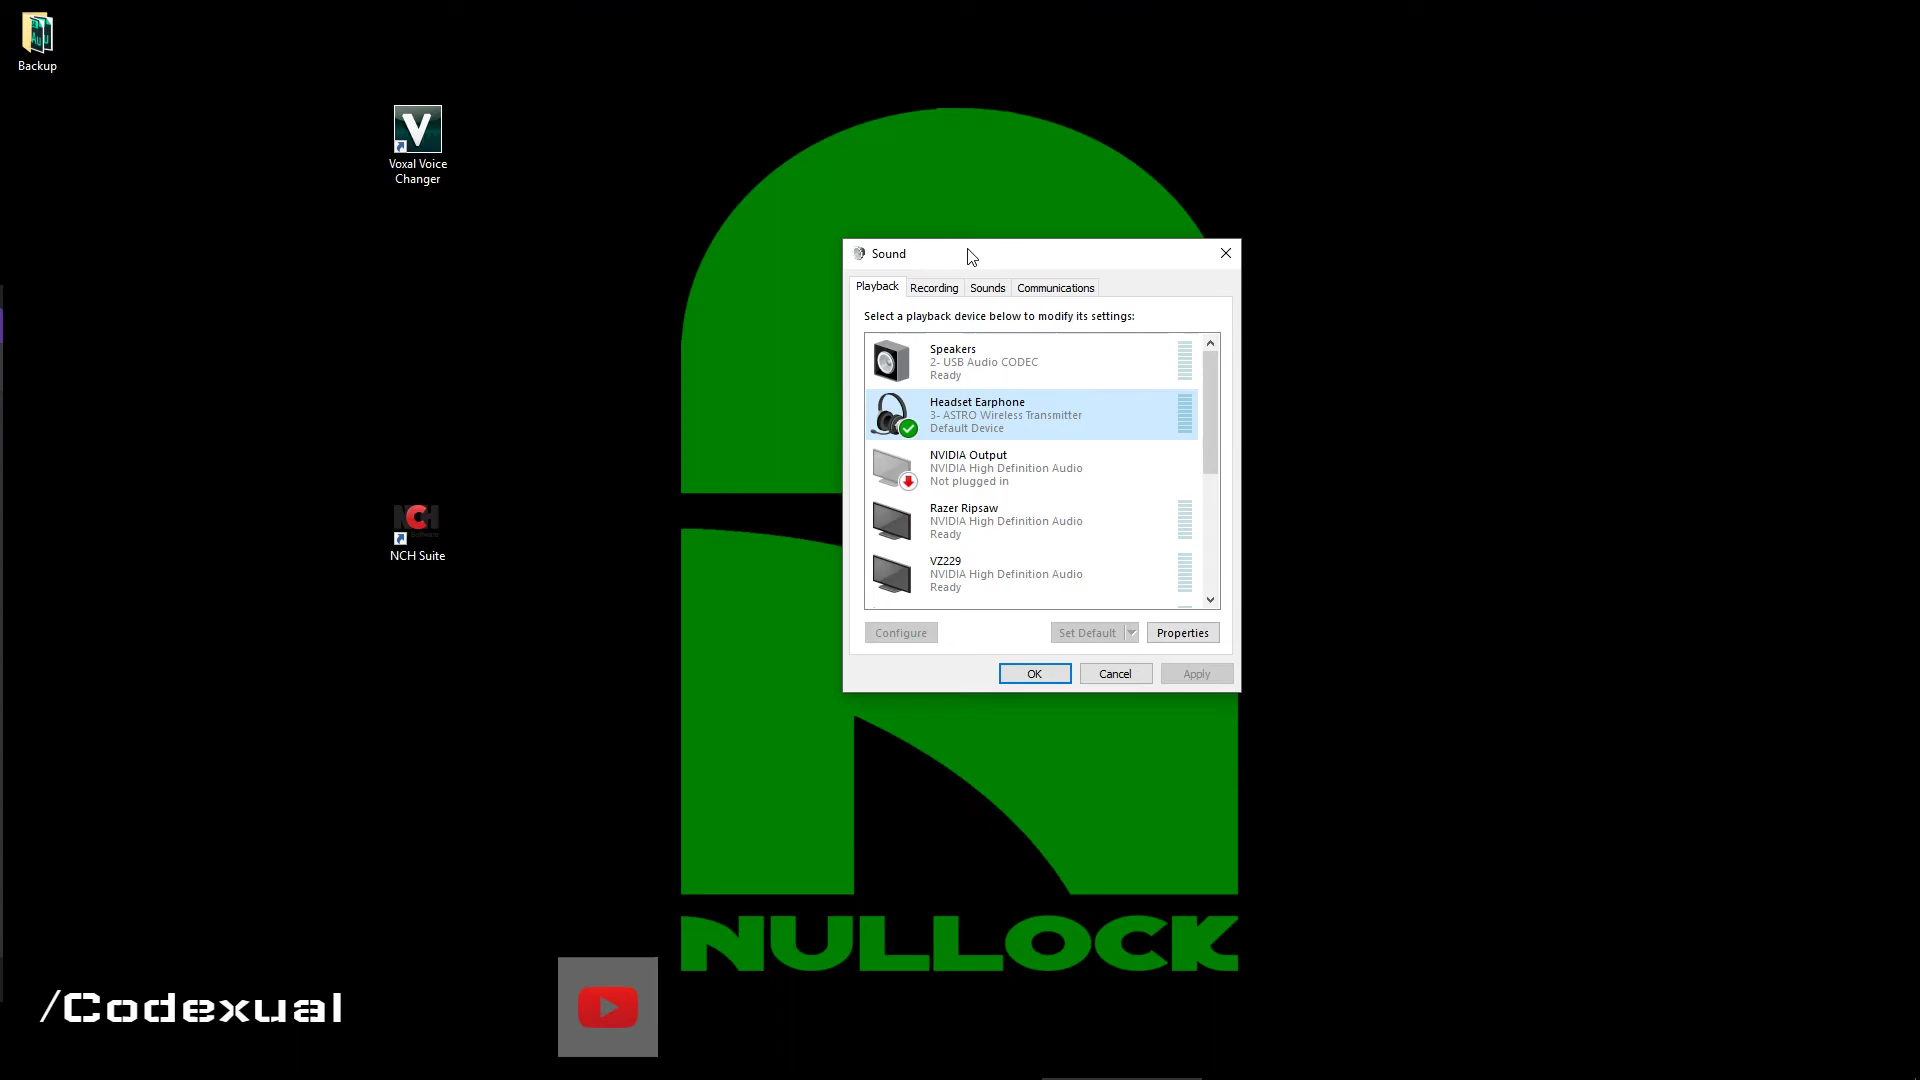 Backup
Voxal Voice
Changer
NCH
NCH Suite
Sound
Playback
Recording
Sounds
Communications
Select a playback device below to modify its settings:
Speakers
2- USB Audio CODEC
Ready
Headset Earphone
3- ASTRO Wireless Transmitter
Default Device
NVIDIA Output
NVIDIA High Definition Audio
Not plugged in
Razer Ripsaw
NVIDIA High Definition Audio
Ready
VZ229
NVIDIA High Definition Audio
Ready
Configure
Set Default
Properties
OK
Cancel
Apply
NULLOCK
/Codexual